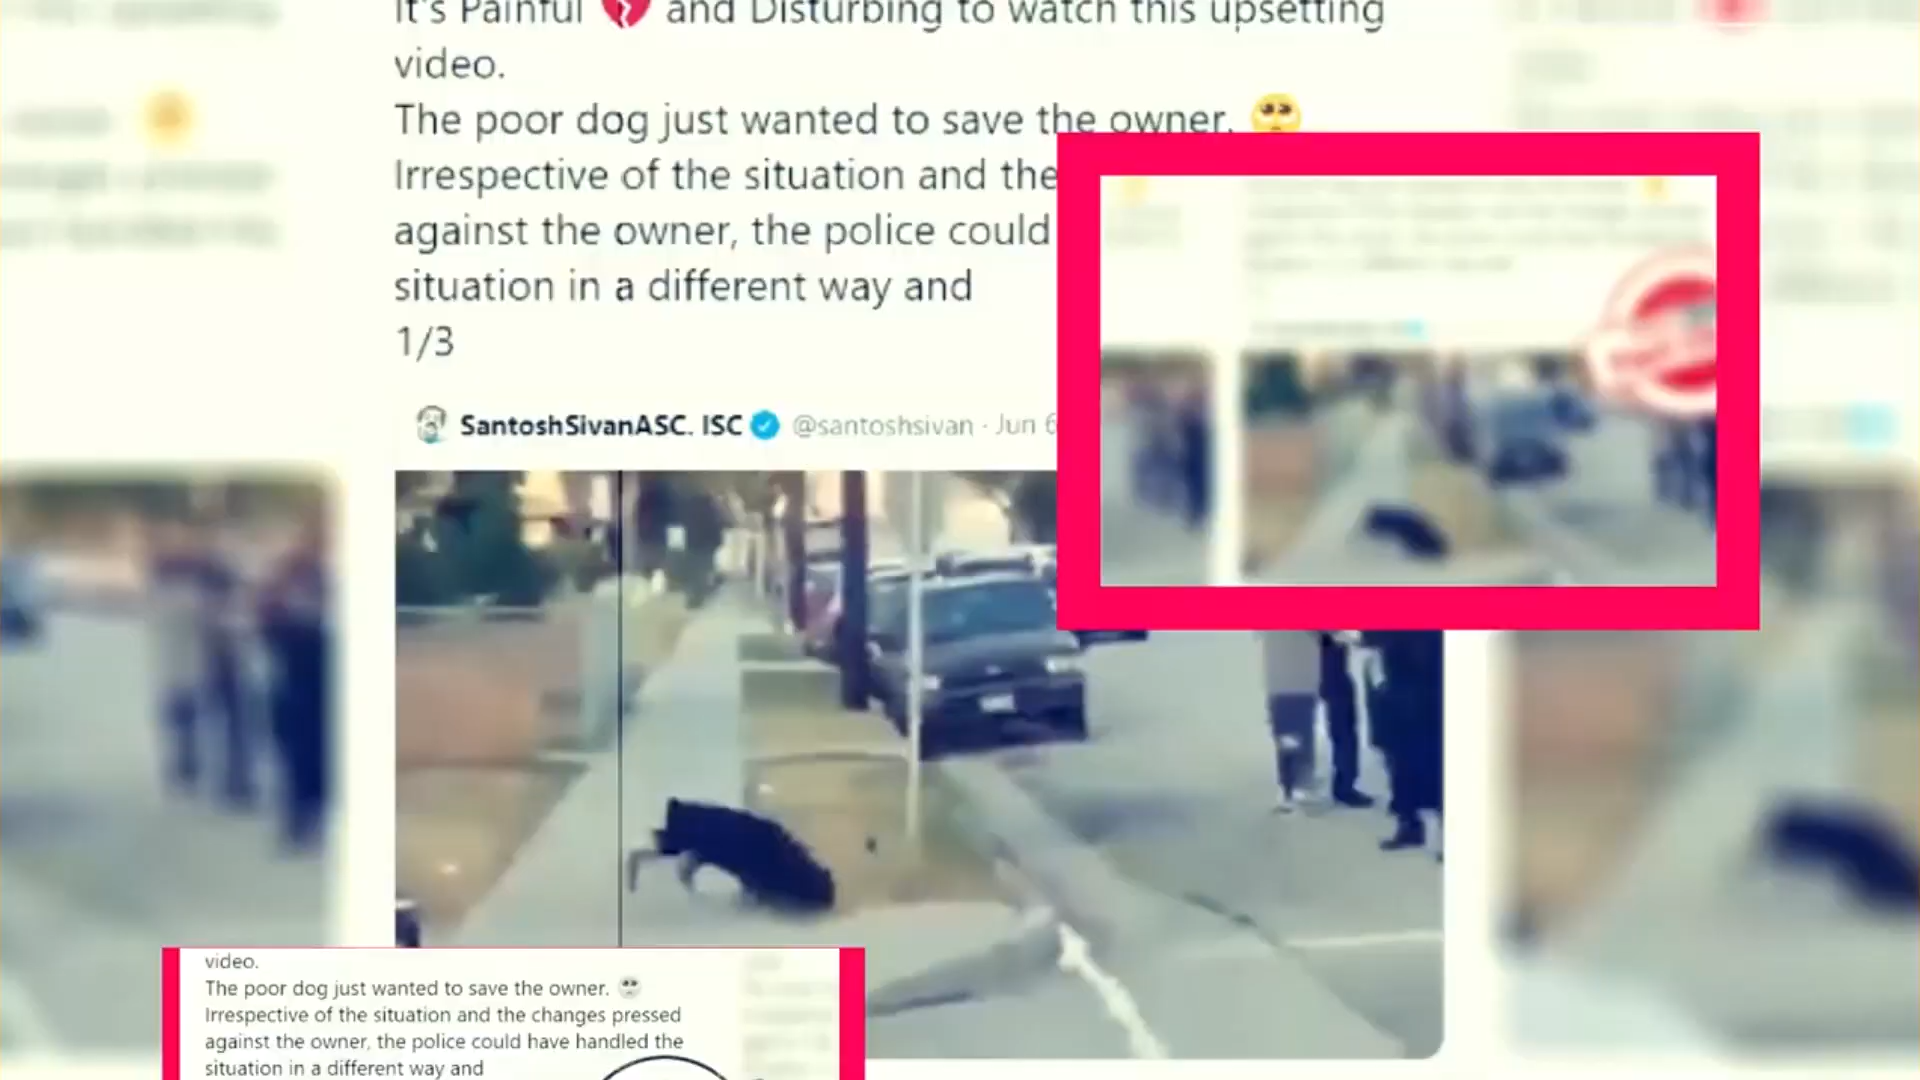 It's Painful 💔 and Disturbing to watch this upsetting
video.
The poor dog just wanted to save the owner. 🥺
Irrespective of the situation and the
against the owner, the police could
situation in a different way and
1/3
SantoshSivanASC. ISC @santoshsivan · Jun 6
video.
The poor dog just wanted to save the owner. 🥺
Irrespective of the situation and the changes pressed
against the owner, the police could have handled the
situation in a different way and